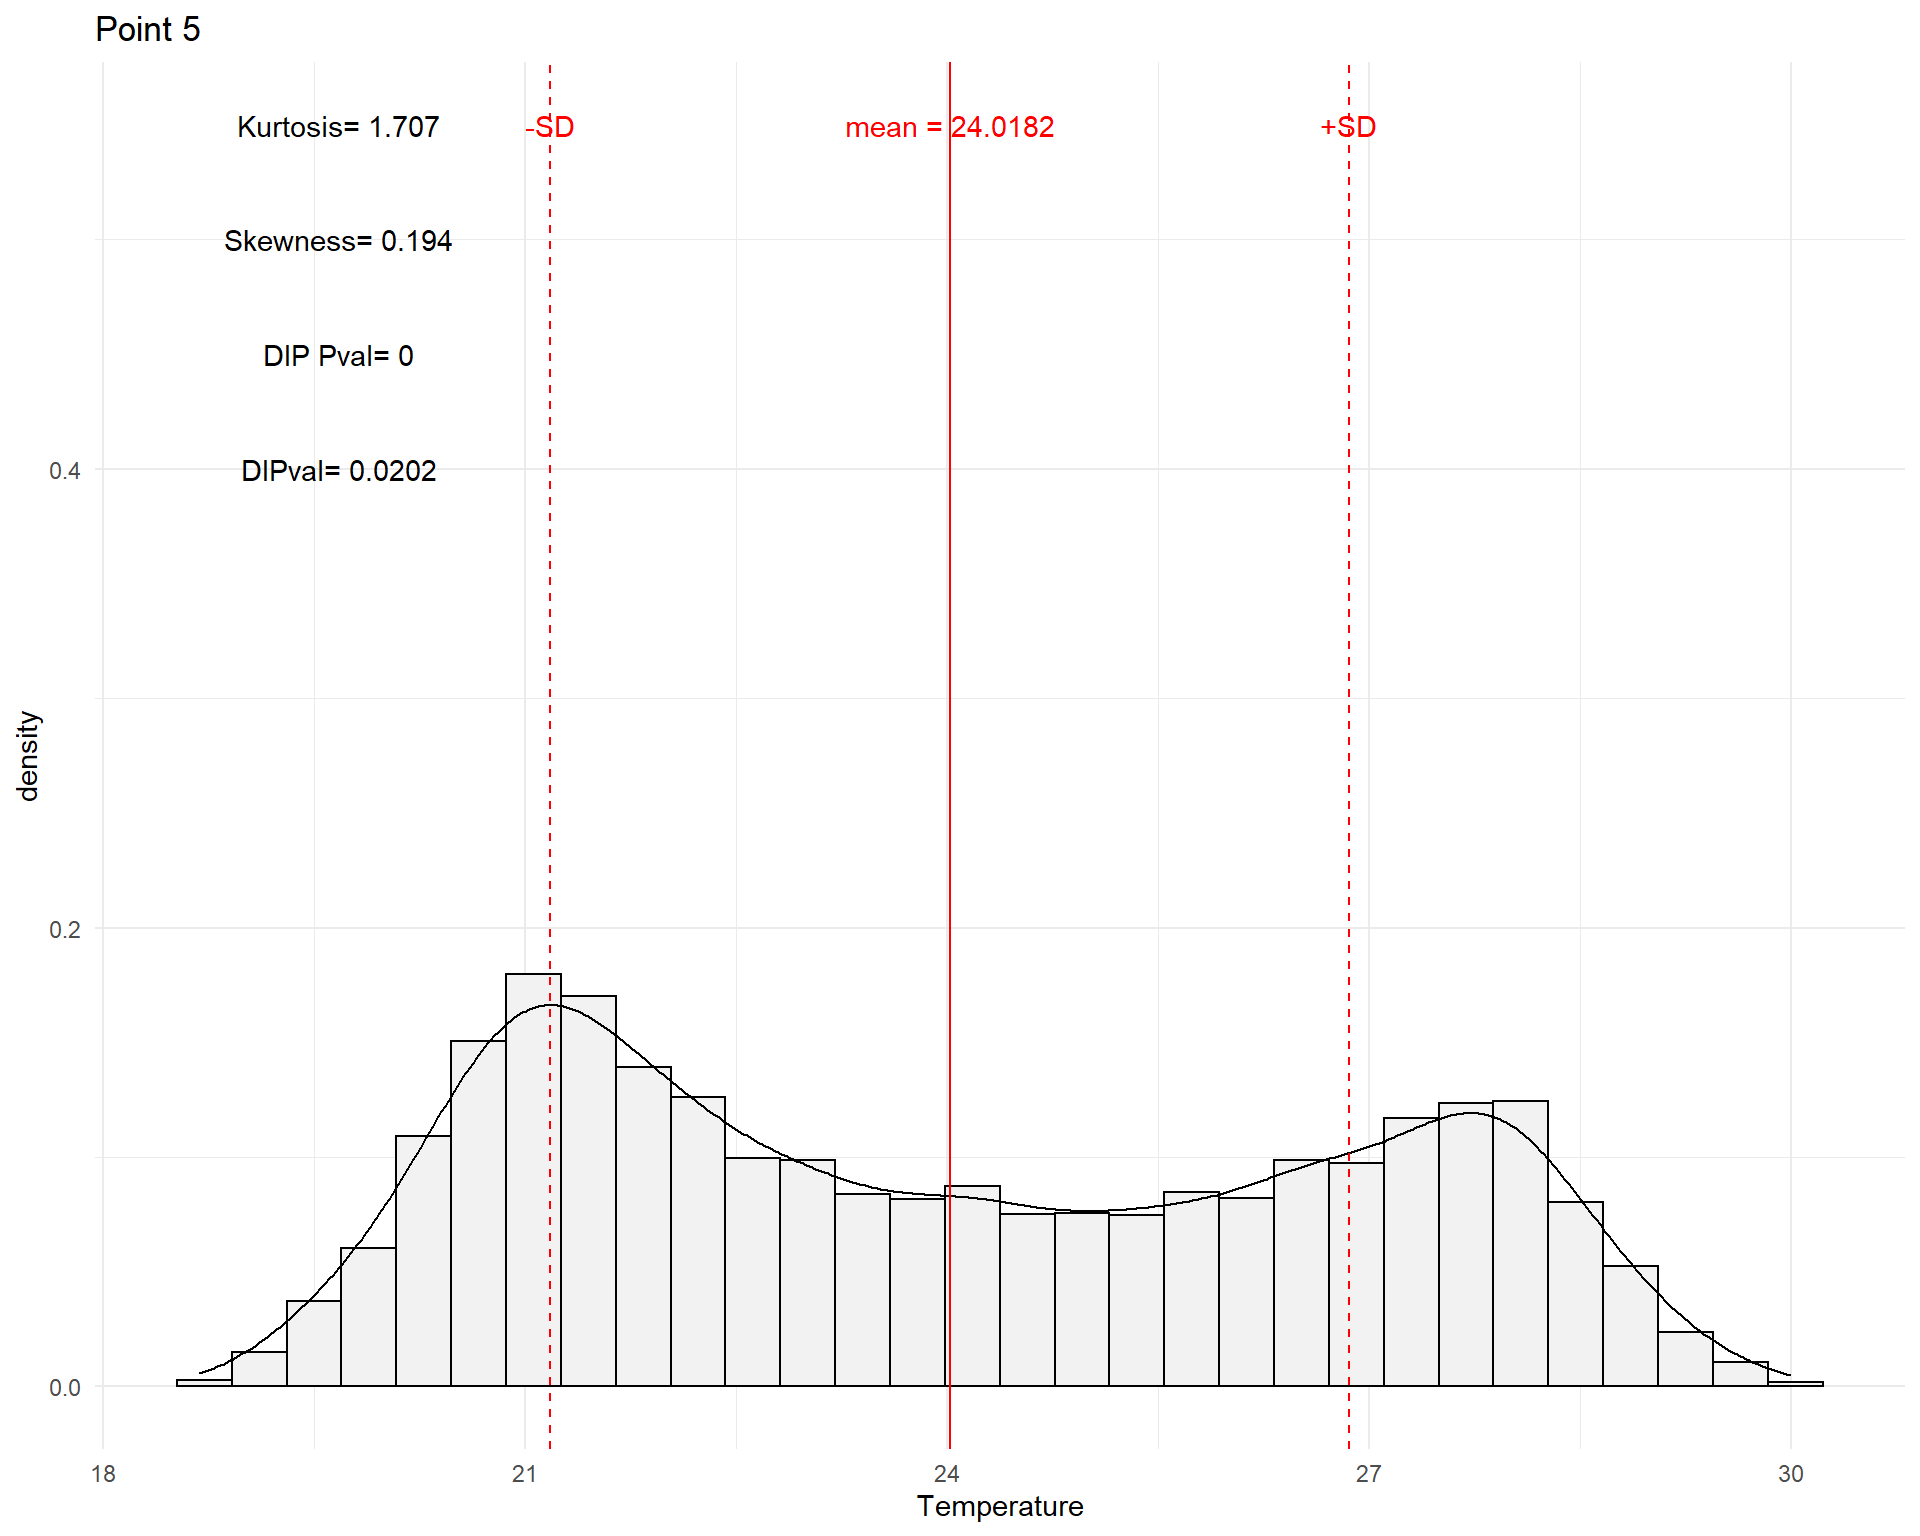 Point 5
Kurtosis= 1.707
-SD
mean = 24.0182
+SD
Skewness= 0.194
DIP Pval= 0
DIPval= 0.0202
density
0.4
0.2
0.0
18
21
24
27
30
Temperature